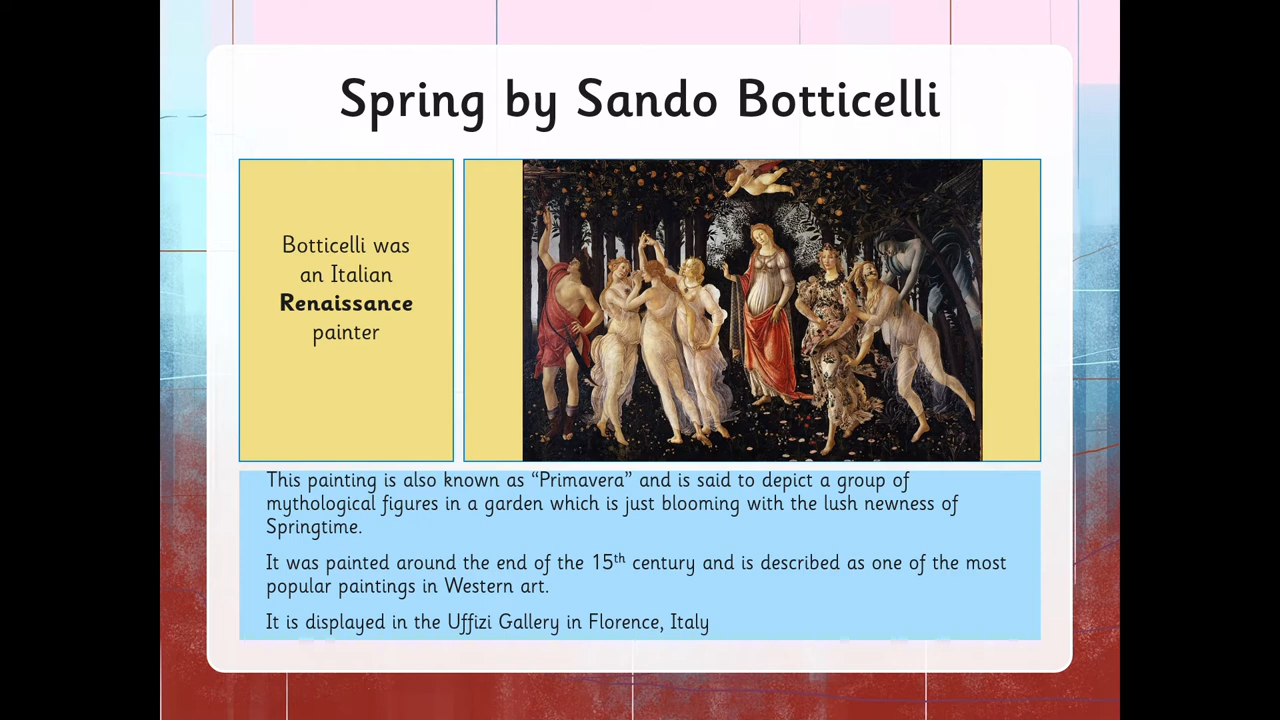 Spring by Sando Botticelli
Botticelli was
an Italian
Renaissance
painter
This painting is also known as “Primavera” and is said to depict a group of
mythological figures in a garden which is just blooming with the lush newness of
Springtime.
It was painted around the end of the 15th century and is described as one of the most
popular paintings in Western art.
It is displayed in the Uffizi Gallery in Florence, Italy